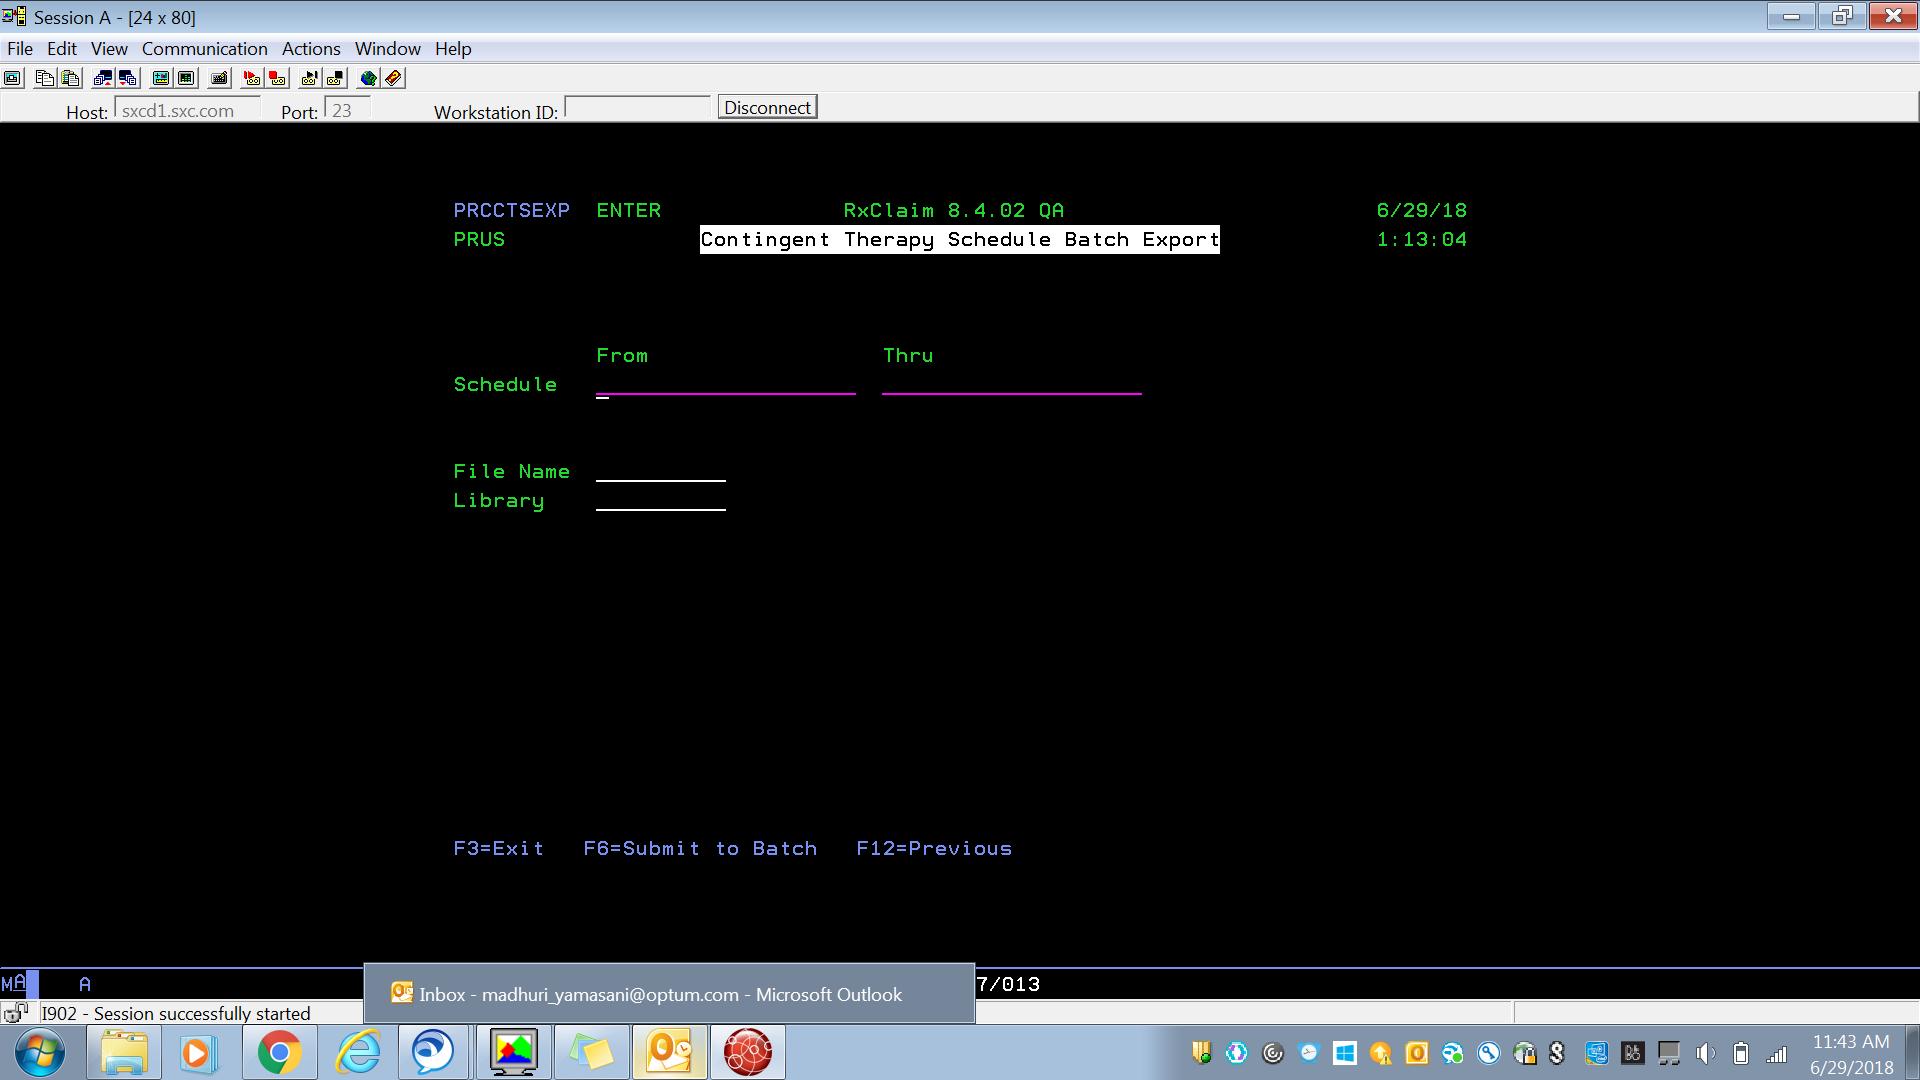 Session A - [24 x 80]
File Edit View Communication Actions Window Help
Host: sxcd1.sxc.com Port: 23 Workstation ID: Disconnect
PRCCTSEXP ENTER RxClaim 8.4.02 QA 6/29/18
PRUS Contingent Therapy Schedule Batch Export 1:13:04
From Thru
Schedule
File Name
Library
F3=Exit F6=Submit to Batch F12=Previous
MA A 7/013
Inbox - madhuri_yamasani@optum.com - Microsoft Outlook
I902 - Session successfully started
11:43 AM
6/29/2018